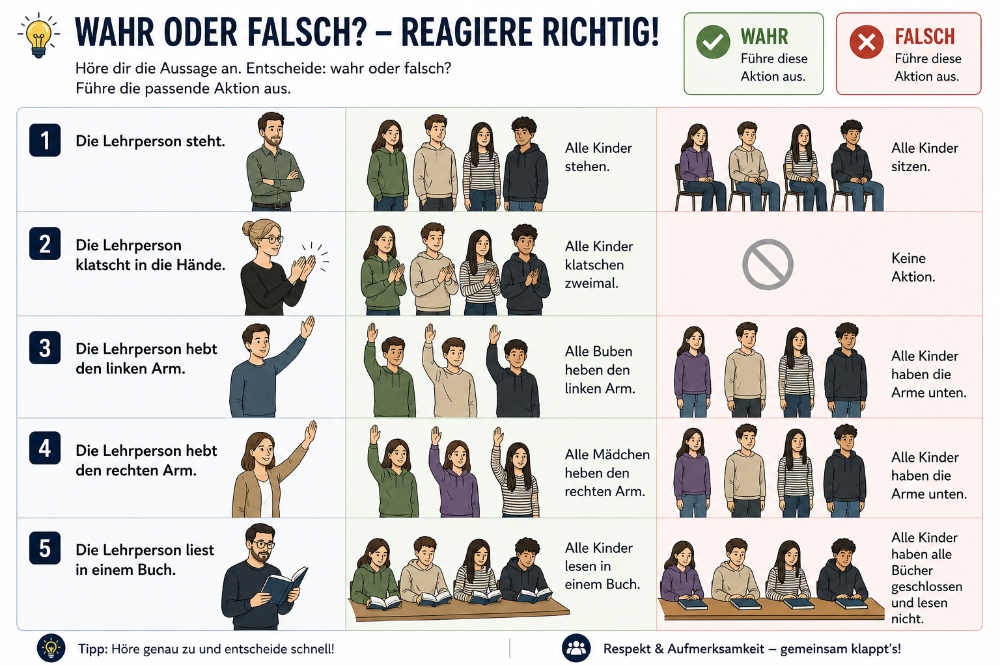 WAHR ODER FALSCH? – REAGIERE RICHTIG!
Höre dir die Aussage an. Entscheide: wahr oder falsch?
Führe die passende Aktion aus.
WAHR
Führe diese
Aktion aus.
FALSCH
Führe diese
Aktion aus.
1
Die Lehrperson steht.
Alle Kinder
stehen.
Alle Kinder
sitzen.
2
Die Lehrperson
klatscht in die Hände.
Alle Kinder
klatschen
zweimal.
Keine
Aktion.
3
Die Lehrperson hebt
den linken Arm.
Alle Buben
heben den
linken Arm.
Alle Kinder
haben die
Arme unten.
4
Die Lehrperson hebt
den rechten Arm.
Alle Mädchen
heben den
rechten Arm.
Alle Kinder
haben die
Arme unten.
5
Die Lehrperson liest
in einem Buch.
Alle Kinder
lesen in
einem Buch.
Alle Kinder
haben alle
Bücher
geschlossen
und lesen
nicht.
Tipp: Höre genau zu und entscheide schnell!
Respekt & Aufmerksamkeit – gemeinsam klappt's!